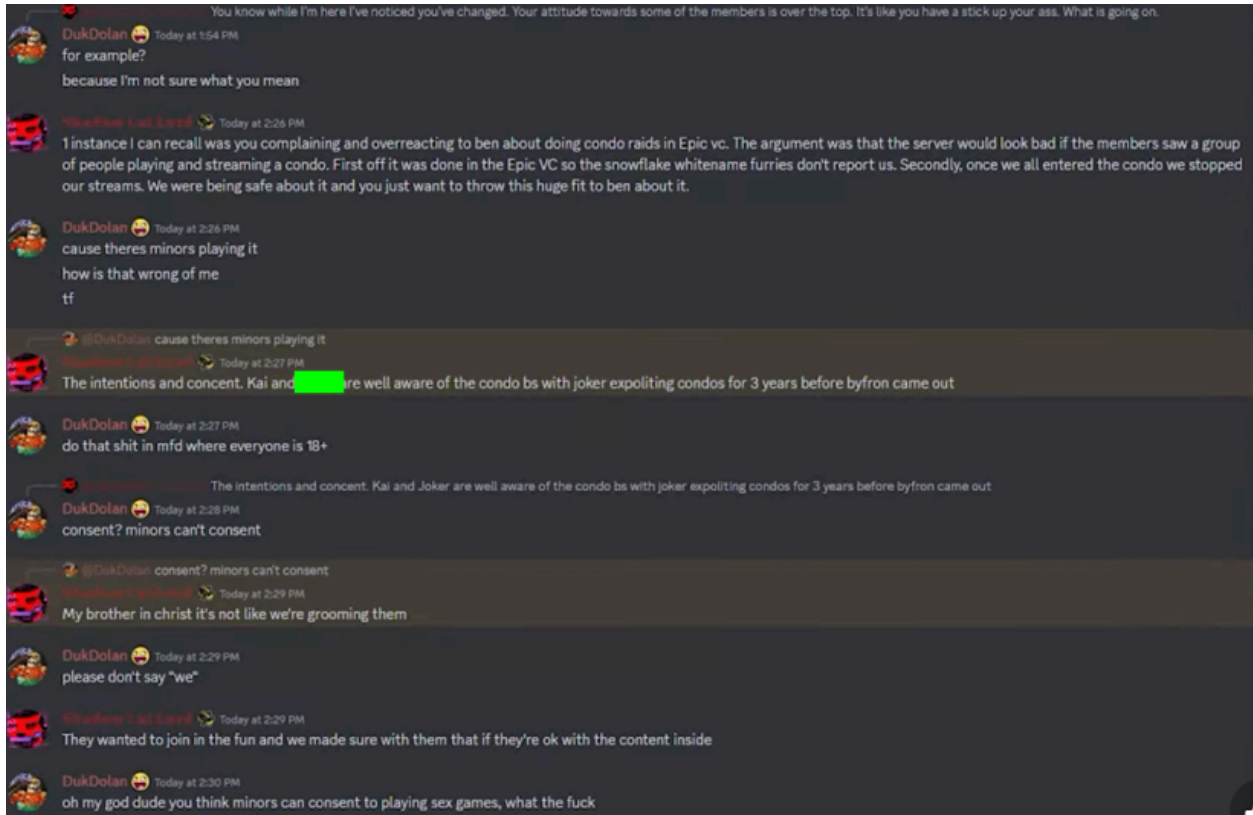 You know while I'm here I've noticed you've changed. Your attitude towards some of the members is over the top. It's like you have a stick up your ass. What is going on.
DukDolan Today at 1:54 PM
for example?
because I'm not sure what you mean
Today at 2:26 PM
1 instance I can recall was you complaining and overreacting to ben about doing condo raids in Epic vc. The argument was that the server would look bad if the members saw a group
of people playing and streaming a condo. First off it was done in the Epic VC so the snowflake whitename furries don't report us. Secondly, once we all entered the condo we stopped
our streams. We were being safe about it and you just want to throw this huge fit to ben about it.
DukDolan Today at 2:26 PM
cause theres minors playing it
how is that wrong of me
tf
@DukDolan cause theres minors playing it
Today at 2:27 PM
The intentions and concent. Kai and re well aware of the condo bs with joker expoliting condos for 3 years before byfron came out
DukDolan Today at 2:27 PM
do that shit in mfd where everyone is 18+
The intentions and concent. Kai and Joker are well aware of the condo bs with joker expoliting condos for 3 years before byfron came out
DukDolan Today at 2:28 PM
consent? minors can't consent
@DukDolan consent? minors can't consent
Today at 2:29 PM
My brother in christ it's not like we're grooming them
DukDolan Today at 2:29 PM
please don't say "we"
Today at 2:29 PM
They wanted to join in the fun and we made sure with them that if they're ok with the content inside
DukDolan Today at 2:30 PM
oh my god dude you think minors can consent to playing sex games, what the fuck